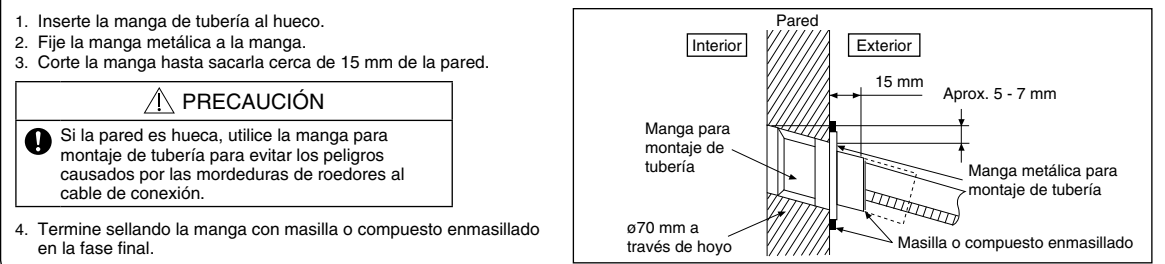 1. Inserte la manga de tubería al hueco.
2. Fije la manga metálica a la manga.
3. Corte la manga hasta sacarla cerca de 15 mm de la pared.
PRECAUCIÓN
Si la pared es hueca, utilice la manga para
montaje de tubería para evitar los peligros
causados por las mordeduras de roedores al
cable de conexión.
4. Termine sellando la manga con masilla o compuesto enmasillado
en la fase final.
Pared
Interior
Exterior
15 mm
Aprox. 5 - 7 mm
Manga para
montaje de
tubería
Manga metálica para
montaje de tubería
ø70 mm a
través de hoyo
Masilla o compuesto enmasillado